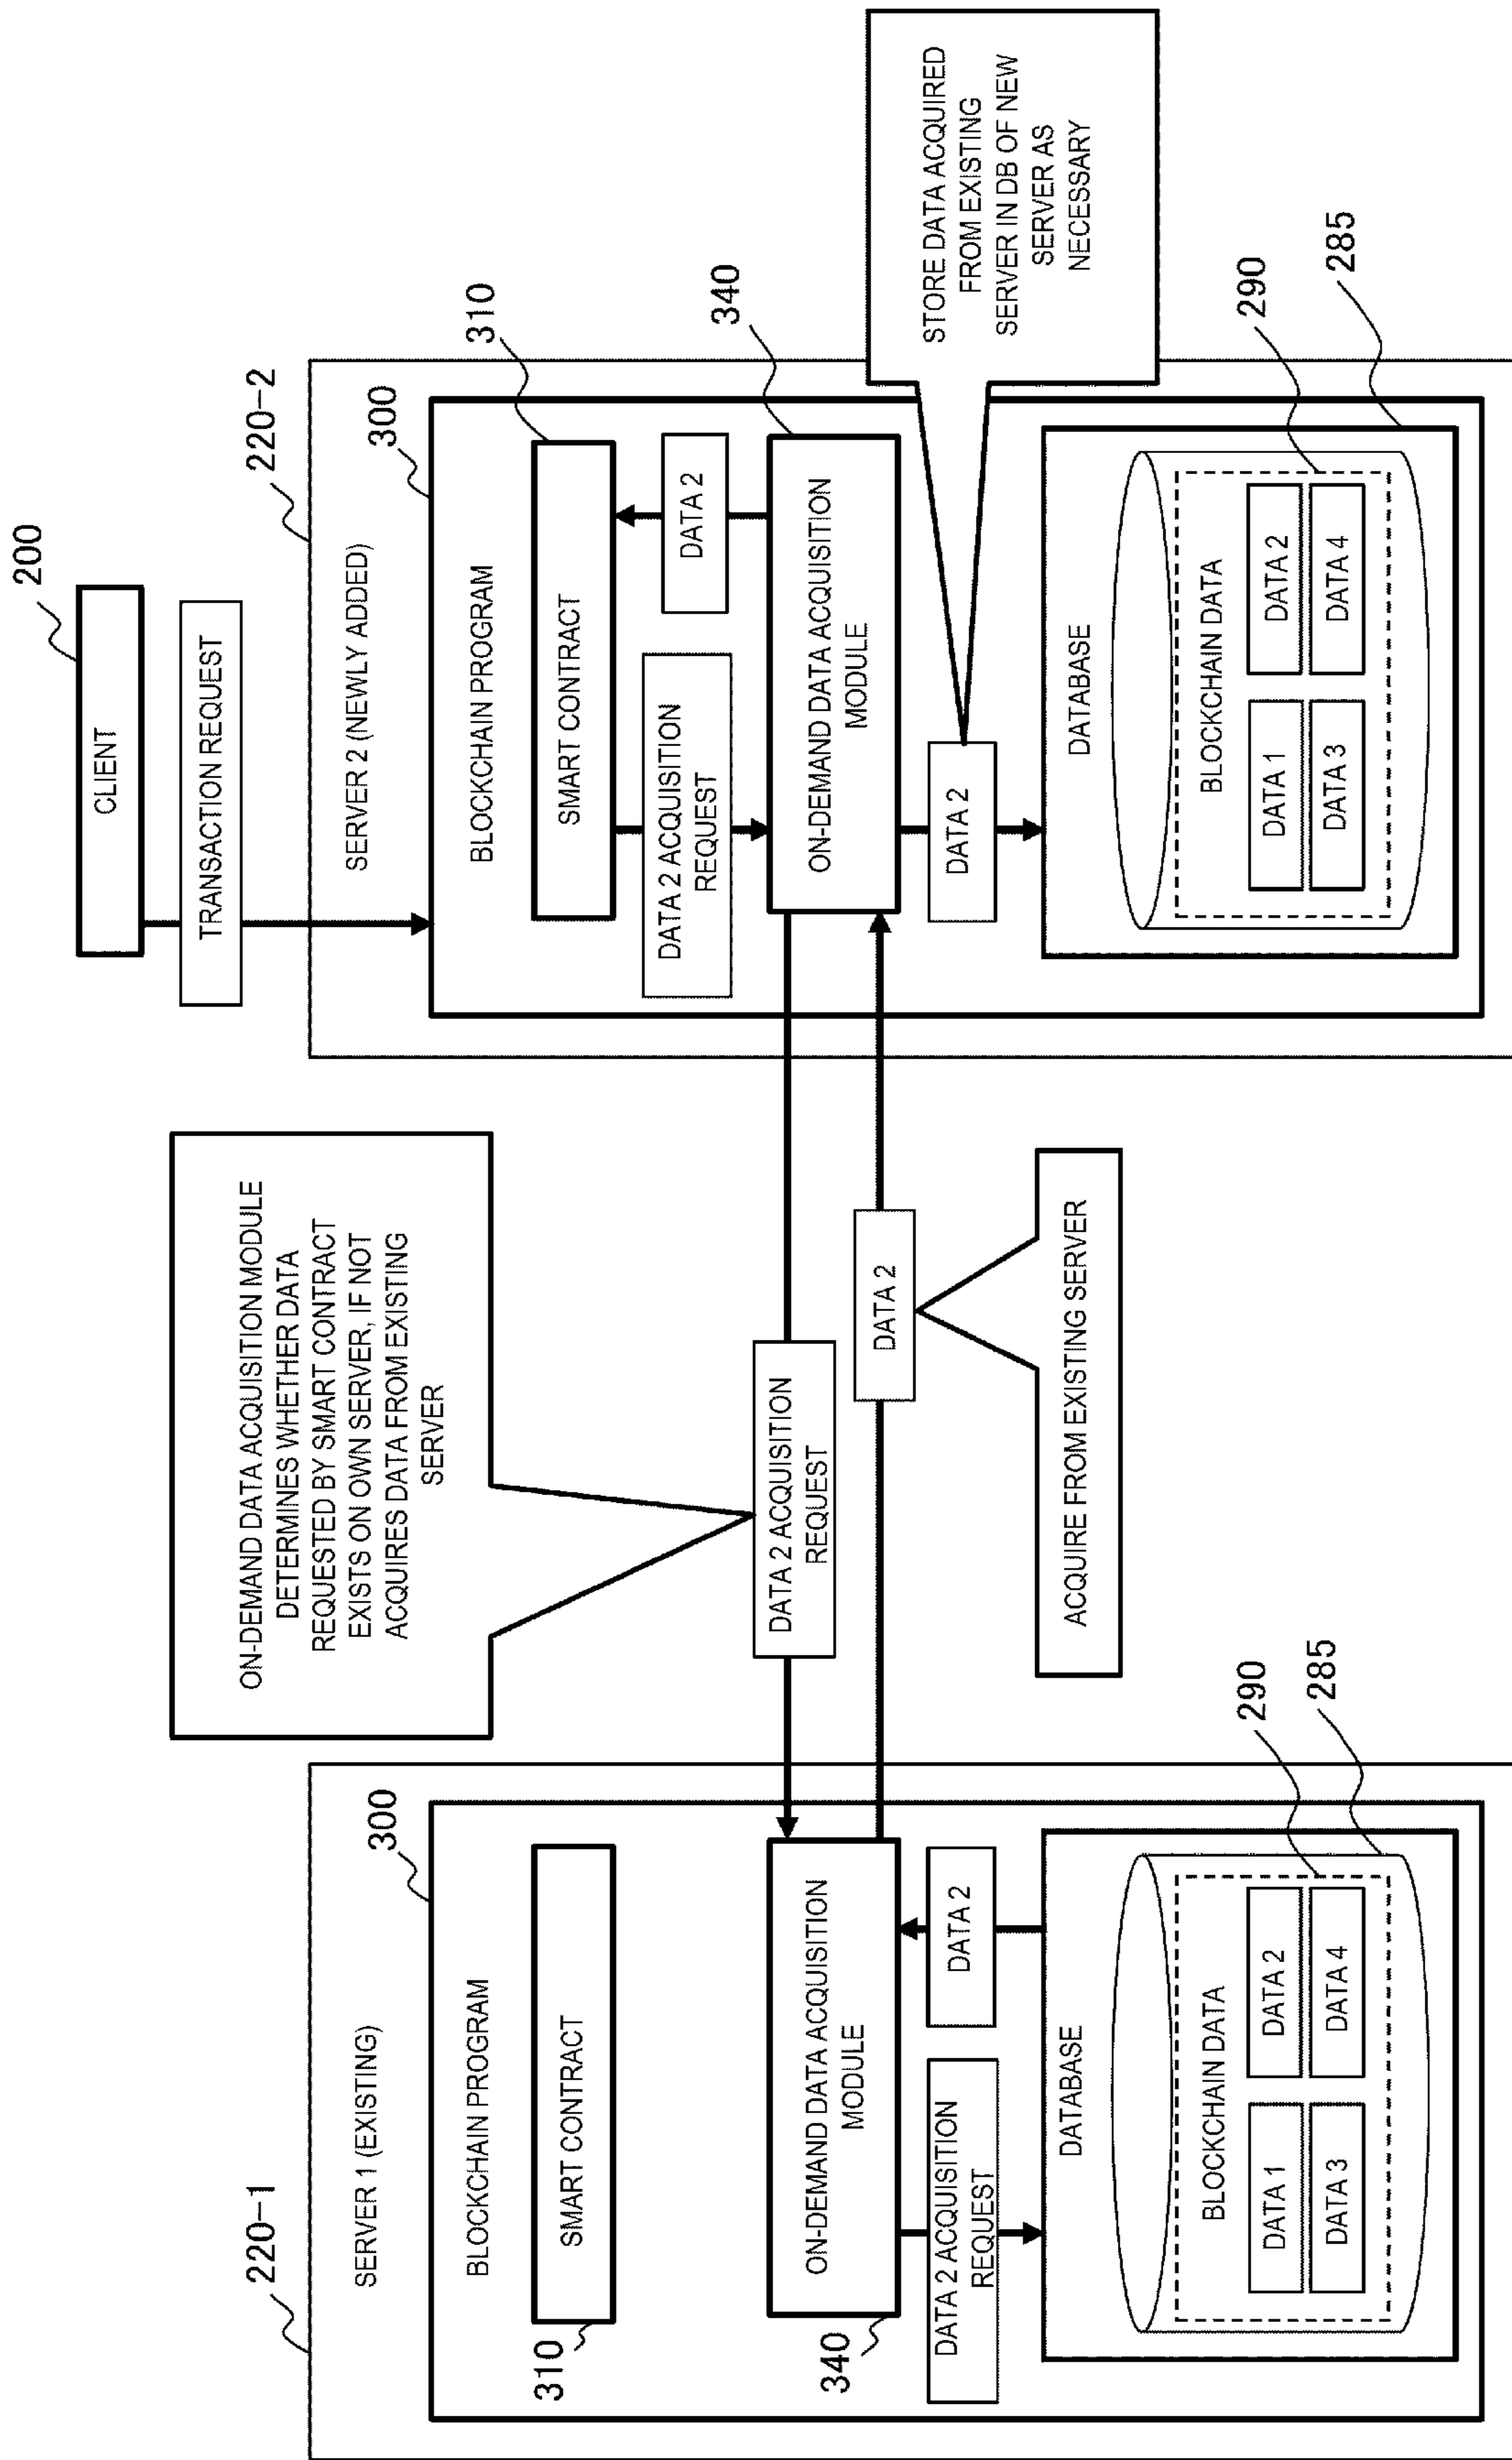 220-1
SERVER 1 (EXISTING)
300
BLOCKCHAIN PROGRAM
SMART CONTRACT
310
ON-DEMAND DATA ACQUISITION
MODULE
340
DATA 2 ACQUISITION
REQUEST
DATA 2
DATABASE
BLOCKCHAIN DATA
DATA 1
DATA 2
DATA 3
DATA 4
290
285
ON-DEMAND DATA ACQUISITION MODULE
DETERMINES WHETHER DATA
REQUESTED BY SMART CONTRACT
EXISTS ON OWN SERVER, IF NOT
ACQUIRES DATA FROM EXISTING
SERVER
DATA 2 ACQUISITION
REQUEST
DATA 2
ACQUIRE FROM EXISTING SERVER
CLIENT
200
TRANSACTION REQUEST
220-2
SERVER 2 (NEWLY ADDED)
300
BLOCKCHAIN PROGRAM
310
SMART CONTRACT
DATA 2 ACQUISITION
REQUEST
DATA 2
340
ON-DEMAND DATA ACQUISITION
MODULE
DATA 2
STORE DATA ACQUIRED
FROM EXISTING
SERVER IN DB OF NEW
SERVER AS
NECESSARY
DATABASE
BLOCKCHAIN DATA
DATA 1
DATA 2
DATA 3
DATA 4
290
285